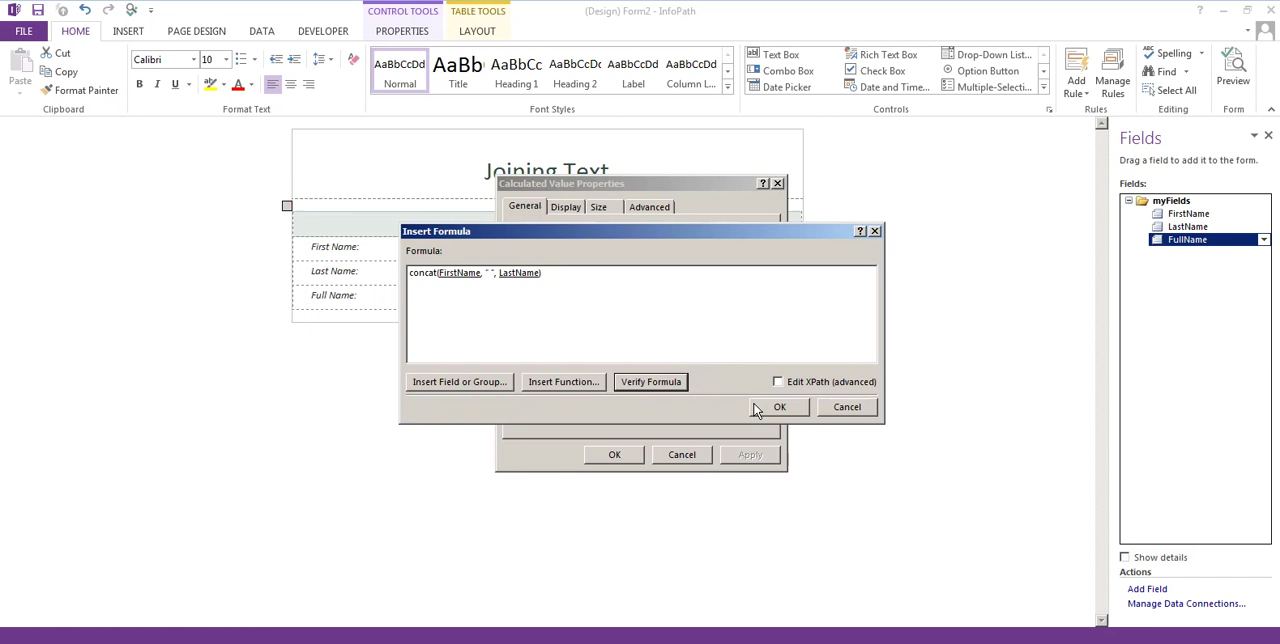 (Design) Form2 - InfoPath
CONTROL TOOLS TABLE TOOLS
FILE HOME INSERT PAGE DESIGN DATA DEVELOPER PROPERTIES LAYOUT
Paste
Cut
Copy
Format Painter
Clipboard
Calibri 10
B I U A
Format Text
AaBbCcDd Normal
AaBb Title
AaBbCc Heading 1
AaBbCcDd Heading 2
AaBbCcDd Label
AaBbCcDd Column L...
Font Styles
Text Box
Combo Box
Date Picker
Rich Text Box
Check Box
Date and Time...
Drop-Down List...
Option Button
Multiple-Selecti...
Controls
Add Rule
Manage Rules
Rules
Spelling
Find
Select All
Editing
Preview
Form
Joining Text
First Name:
Last Name:
Full Name:
Calculated Value Properties
General Display Size Advanced
Insert Formula
Formula:
concat(FirstName, " ", LastName)
Insert Field or Group... Insert Function... Verify Formula Edit XPath (advanced)
OK Cancel
OK Cancel Apply
Fields
Drag a field to add it to the form.
Fields:
myFields
FirstName
LastName
FullName
Show details
Actions
Add Field
Manage Data Connections...